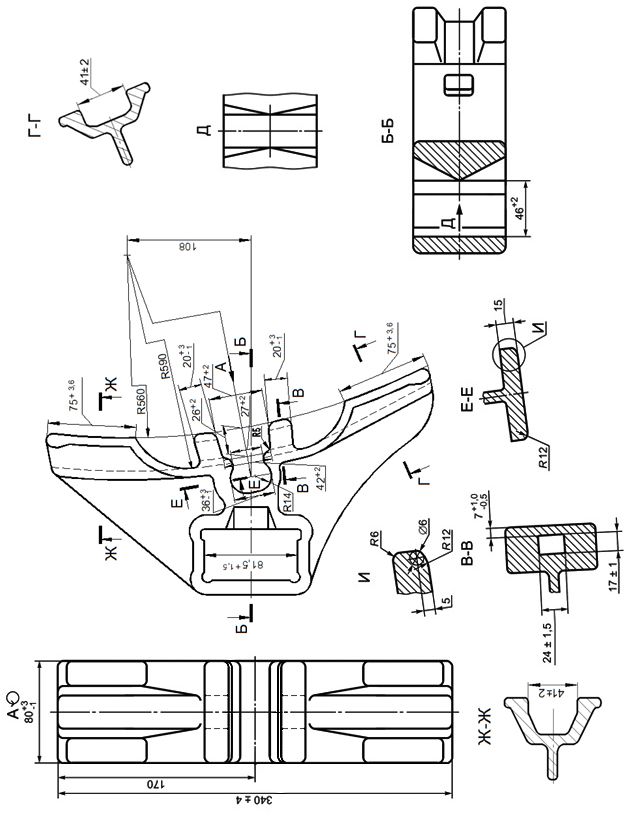 Г-Г
41±2
Д
Б-Б
46+2
Д
108
R590
R560
20+3-1
47±2
А
Б
20+3-1
75+3,6
Г
Ж
75+3,6
26+2
27+2
В
R5
Е
36+3
Е
R14
42+2
В
Г
Ж
81,5+1,5
Б
Е-Е
15
И
R12
И
R6
Ø6
R12
5
В-В
7+1,0-0,5
17±1
24±1,5
А
80+3-1
170
340±4
Ж-Ж
41±2